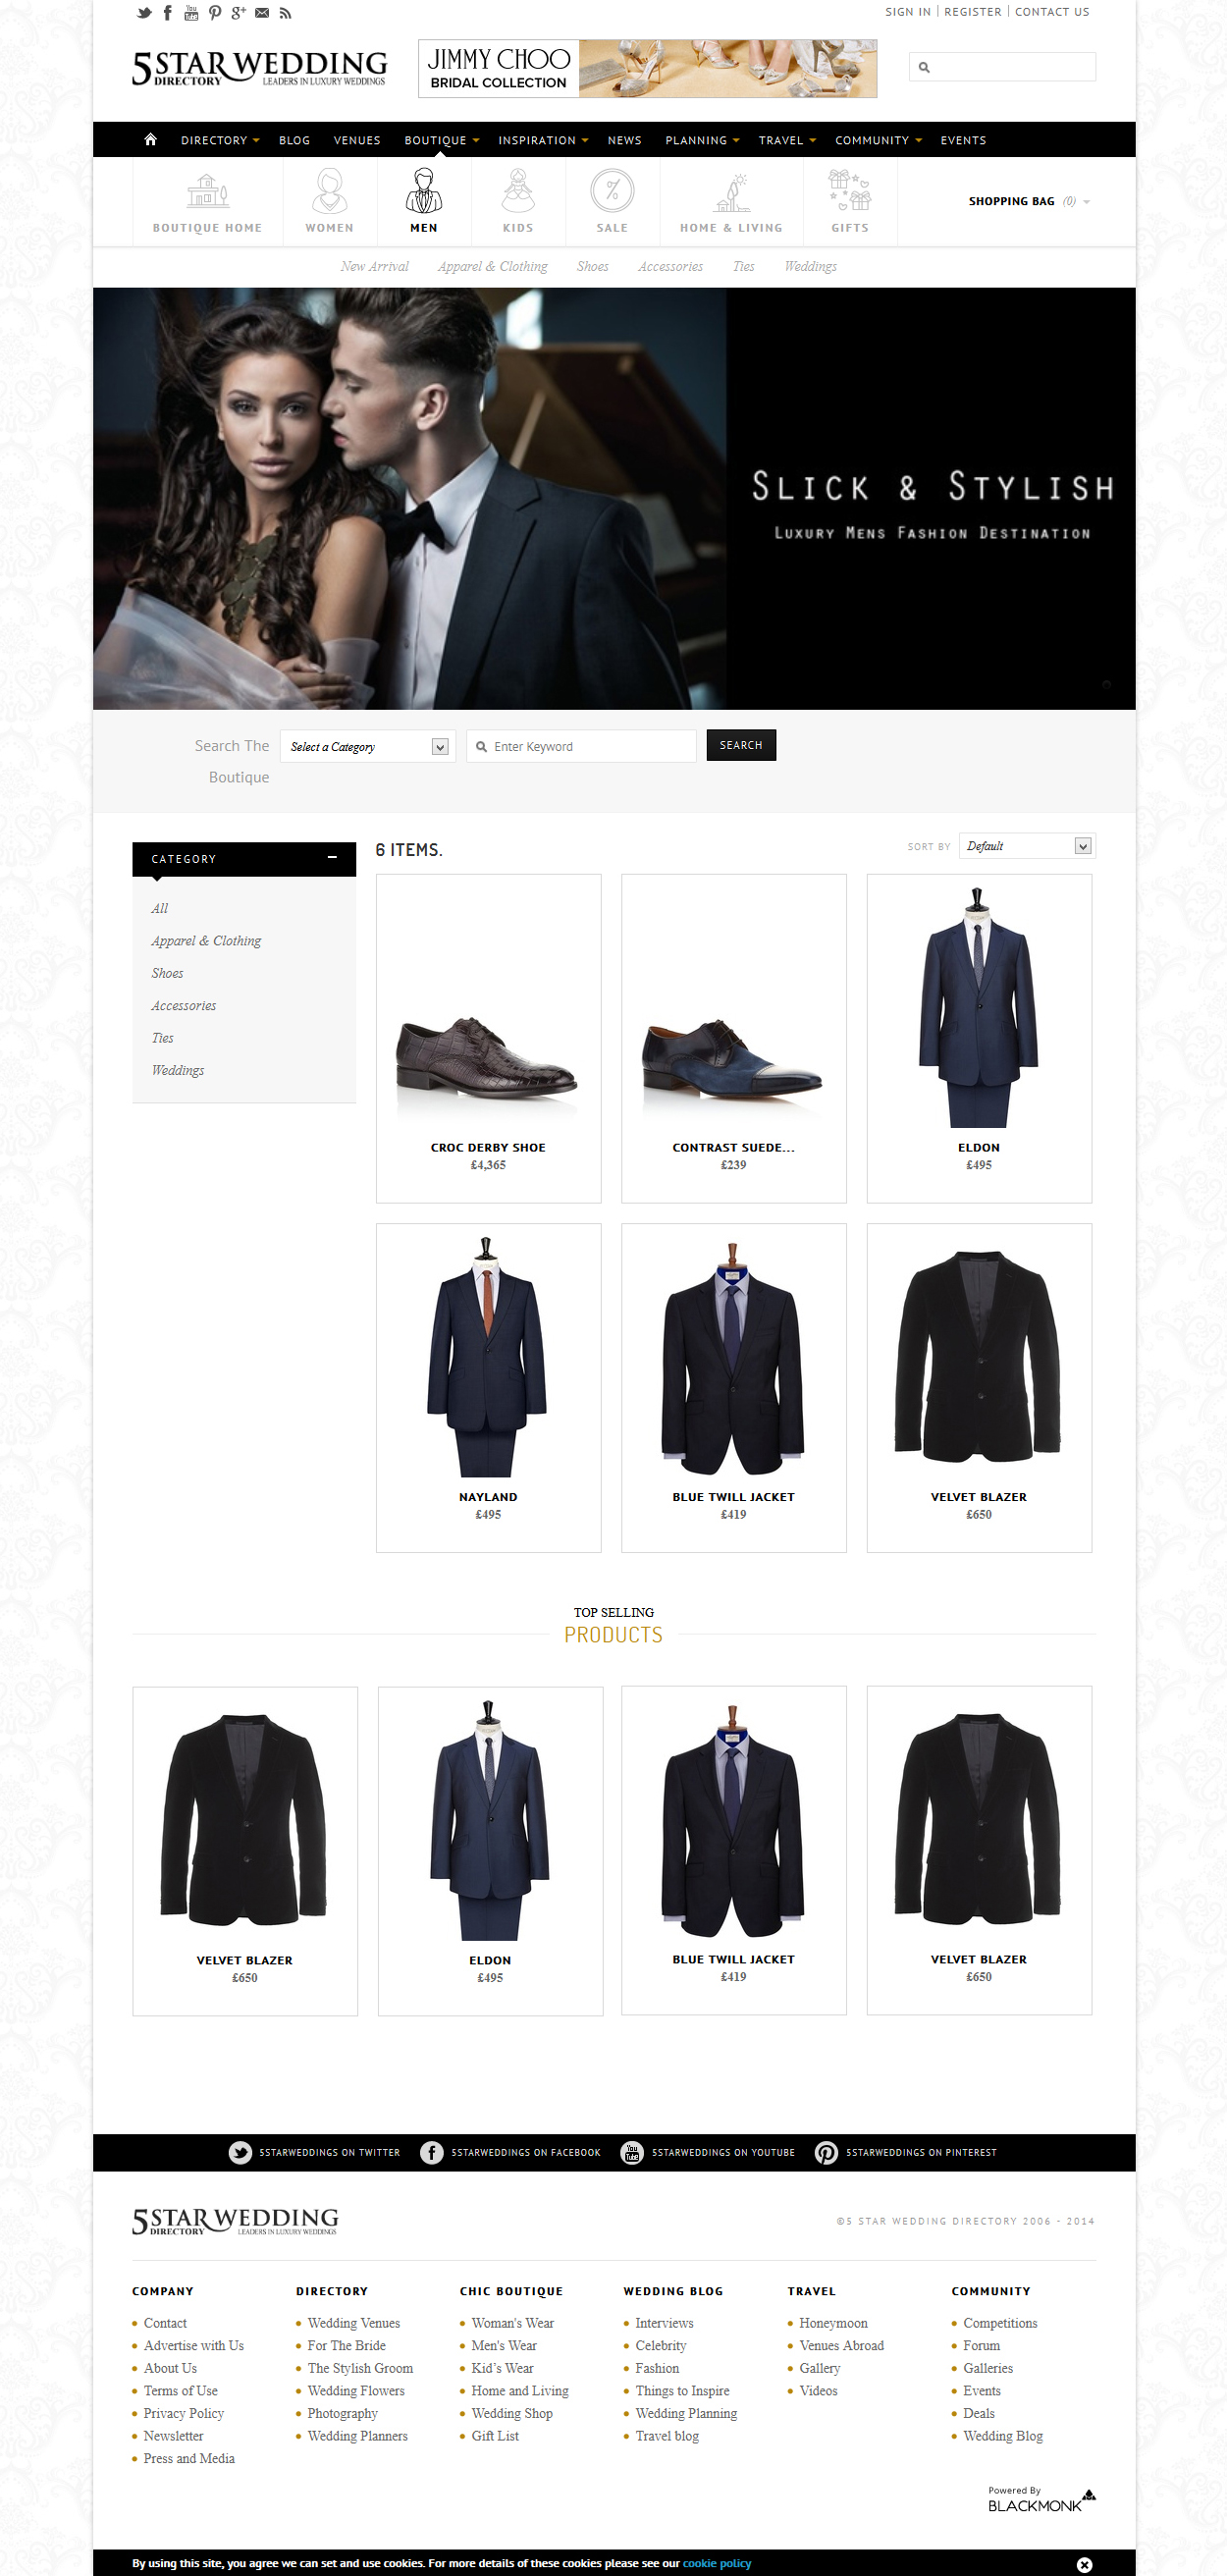 SIGN IN | REGISTER | CONTACT US
5 STAR WEDDING
DIRECTORY LEADERS IN LUXURY WEDDINGS
JIMMY CHOO
BRIDAL COLLECTION
DIRECTORY BLOG VENUES BOUTIQUE INSPIRATION NEWS PLANNING TRAVEL COMMUNITY EVENTS
BOUTIQUE HOME WOMEN MEN KIDS SALE HOME & LIVING GIFTS
SHOPPING BAG (0)
New Arrival Apparel & Clothing Shoes Accessories Ties Weddings
SLICK & STYLISH
LUXURY MENS FASHION DESTINATION
Search The
Boutique
Select a Category
Enter Keyword
SEARCH
CATEGORY
All
Apparel & Clothing
Shoes
Accessories
Ties
Weddings
6 ITEMS.
SORT BY Default
CROC DERBY SHOE
£4,365
CONTRAST SUEDE...
£239
ELDON
£495
NAYLAND
£495
BLUE TWILL JACKET
£419
VELVET BLAZER
£650
TOP SELLING
PRODUCTS
VELVET BLAZER
£650
ELDON
£495
BLUE TWILL JACKET
£419
VELVET BLAZER
£650
5STARWEDDINGS ON TWITTER 5STARWEDDINGS ON FACEBOOK 5STARWEDDINGS ON YOUTUBE 5STARWEDDINGS ON PINTEREST
5 STAR WEDDING
DIRECTORY LEADERS IN LUXURY WEDDINGS
©5 STAR WEDDING DIRECTORY 2006 - 2014
COMPANY
Contact
Advertise with Us
About Us
Terms of Use
Privacy Policy
Newsletter
Press and Media
DIRECTORY
Wedding Venues
For The Bride
The Stylish Groom
Wedding Flowers
Photography
Wedding Planners
CHIC BOUTIQUE
Woman's Wear
Men's Wear
Kid's Wear
Home and Living
Wedding Shop
Gift List
WEDDING BLOG
Interviews
Celebrity
Fashion
Things to Inspire
Wedding Planning
Travel blog
TRAVEL
Honeymoon
Venues Abroad
Gallery
Videos
COMMUNITY
Competitions
Forum
Galleries
Events
Deals
Wedding Blog
Powered By
BLACKMONK
By using this site, you agree we can set and use cookies. For more details of these cookies please see our cookie policy